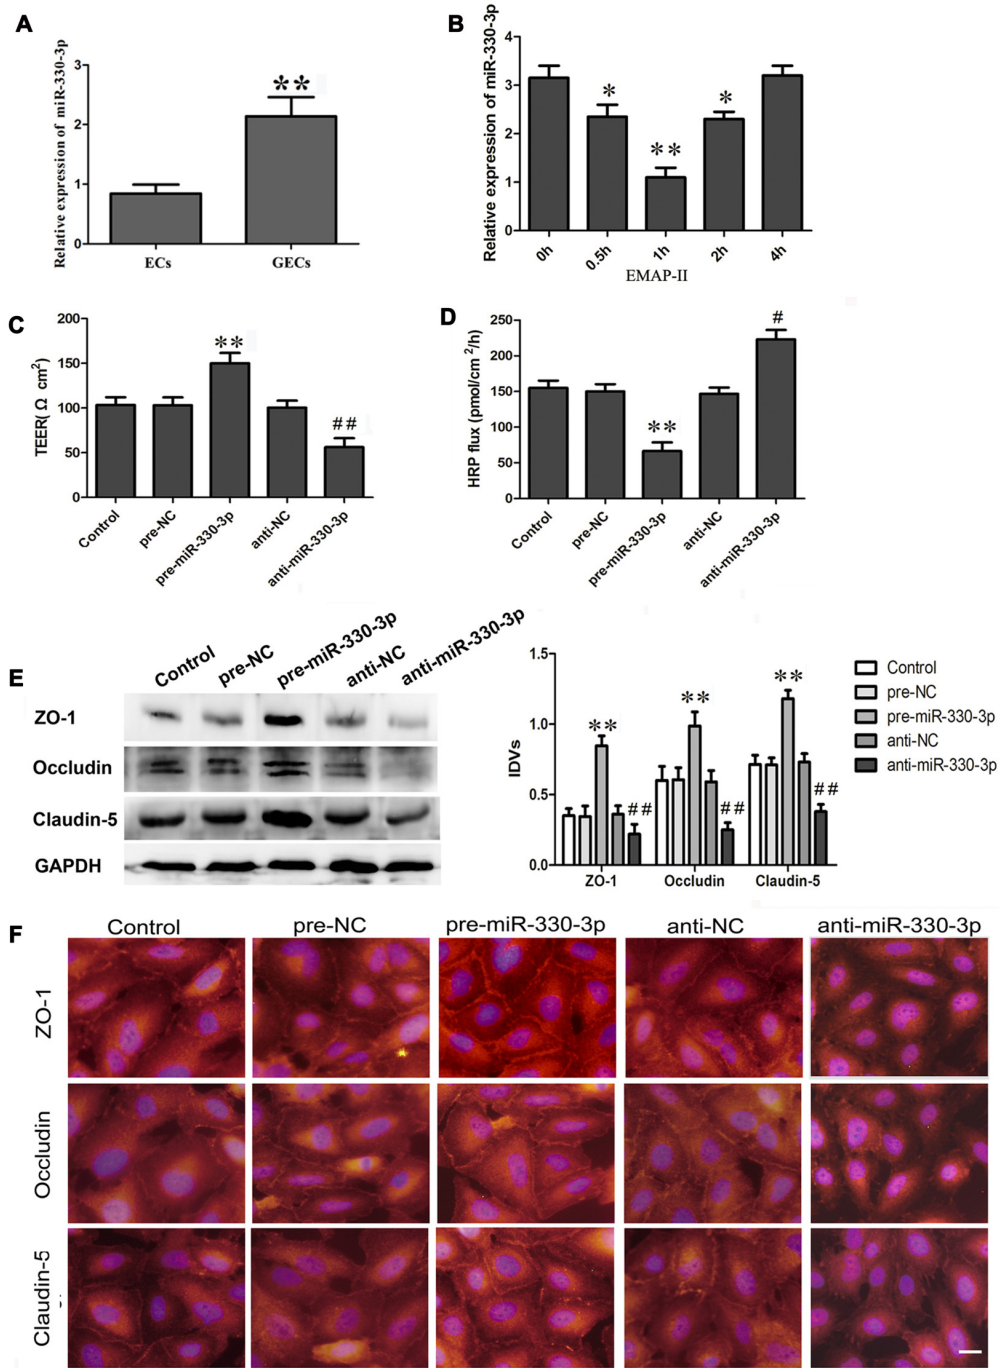 A
Relative expression of miR-330-3p
3
2
1
0
**
ECs
GECs
B
Relative expression of miR-330-3p
4
3
2
1
0
*
**
*
0h
0.5h
1h
2h
4h
EMAP-II
C
TEER( Ω cm²)
200
150
100
50
0
**
##
Control
pre-NC
pre-miR-330-3p
anti-NC
anti-miR-330-3p
D
HRP flux (pmol/cm ²/h)
250
200
150
100
50
0
**
#
Control
pre-NC
pre-miR-330-3p
anti-NC
anti-miR-330-3p
E
Control
pre-NC
pre-miR-330-3p
anti-NC
anti-miR-330-3p
ZO-1
Occludin
Claudin-5
GAPDH
IDVs
1.5
1.0
0.5
0.0
**
##
**
##
**
##
ZO-1
Occludin
Claudin-5
Control
pre-NC
pre-miR-330-3p
anti-NC
anti-miR-330-3p
F
Control
pre-NC
pre-miR-330-3p
anti-NC
anti-miR-330-3p
ZO-1
Occludin
Claudin-5